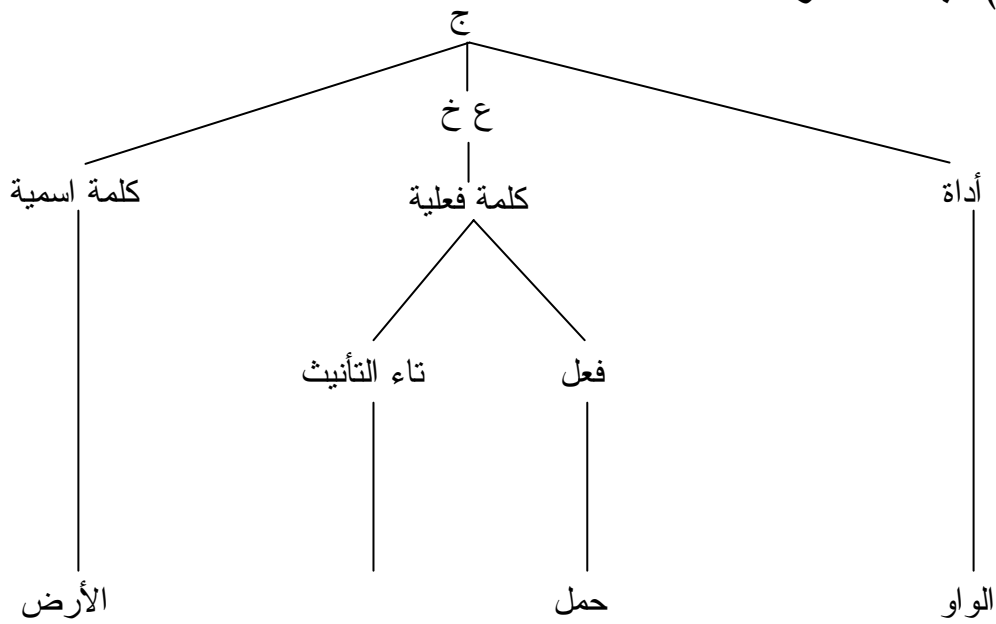 ج
ع خ
أداة كلمة فعلية كلمة اسمية
فعل تاء التأنيث
الواو حمل الأرض